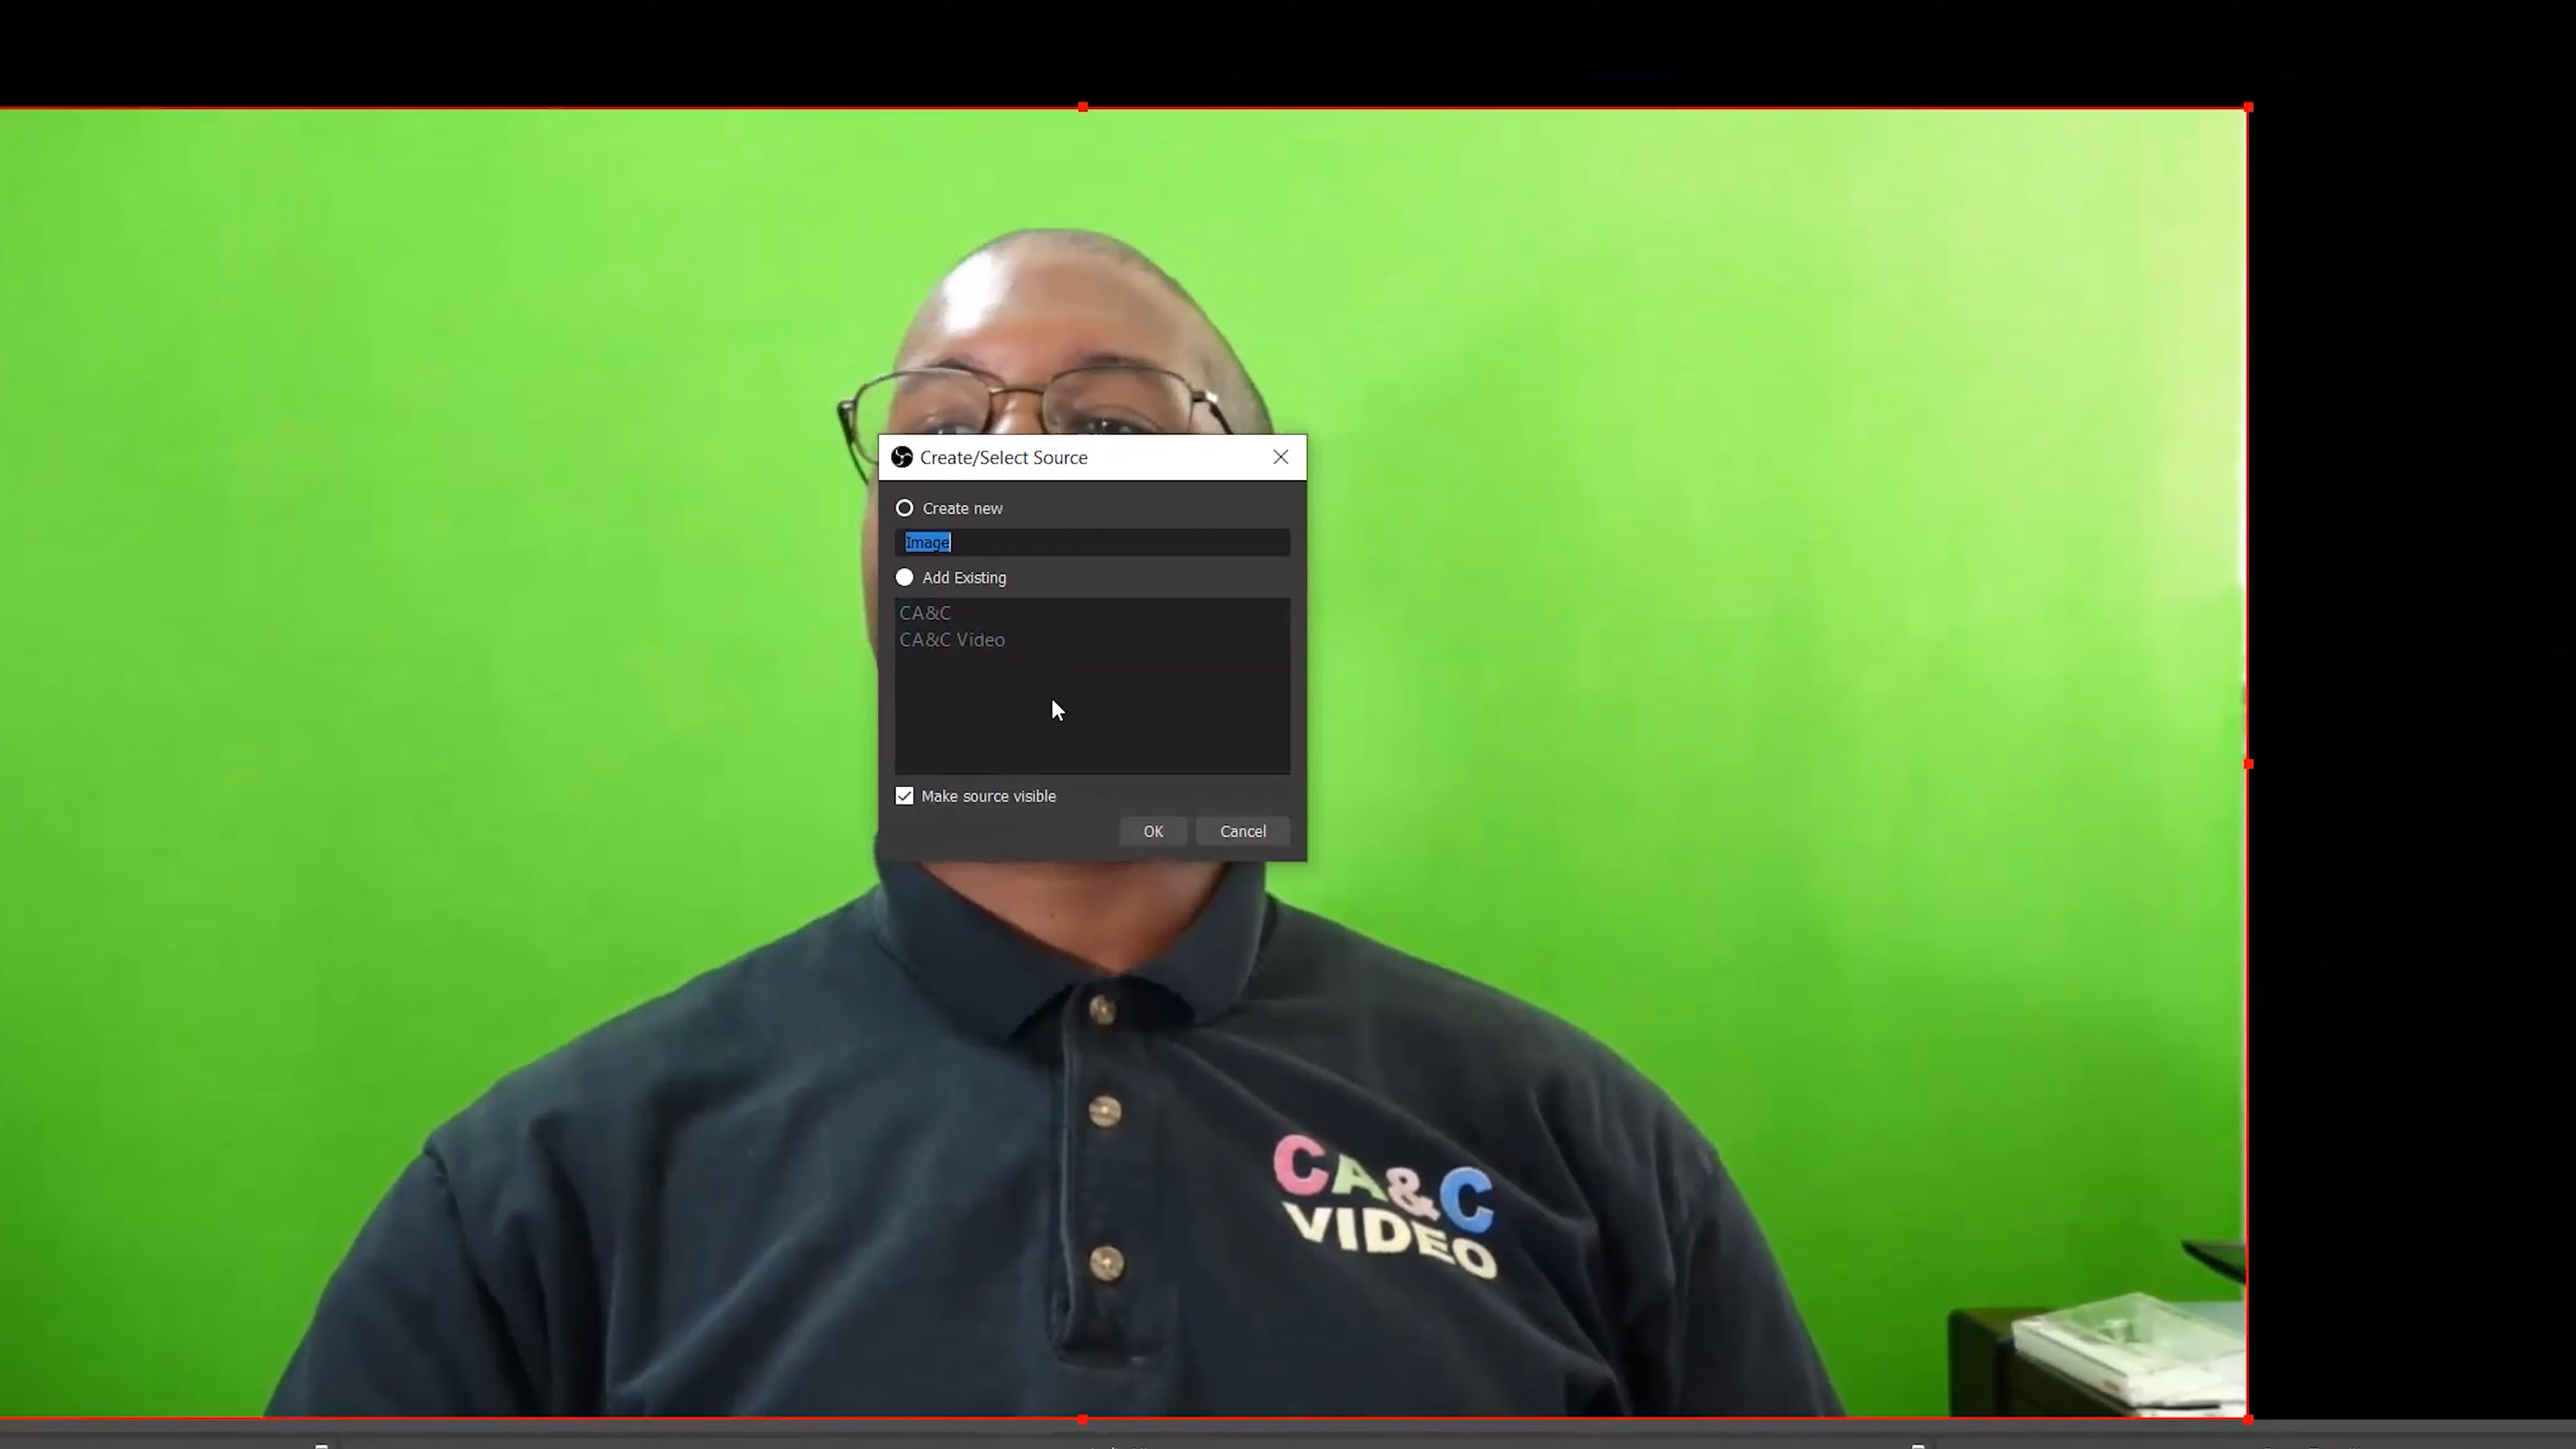 Create/Select Source
Create new
Image
Add Existing
CA&C
CA&C Video
Make source visible
OK Cancel
CA&C
VIDEO